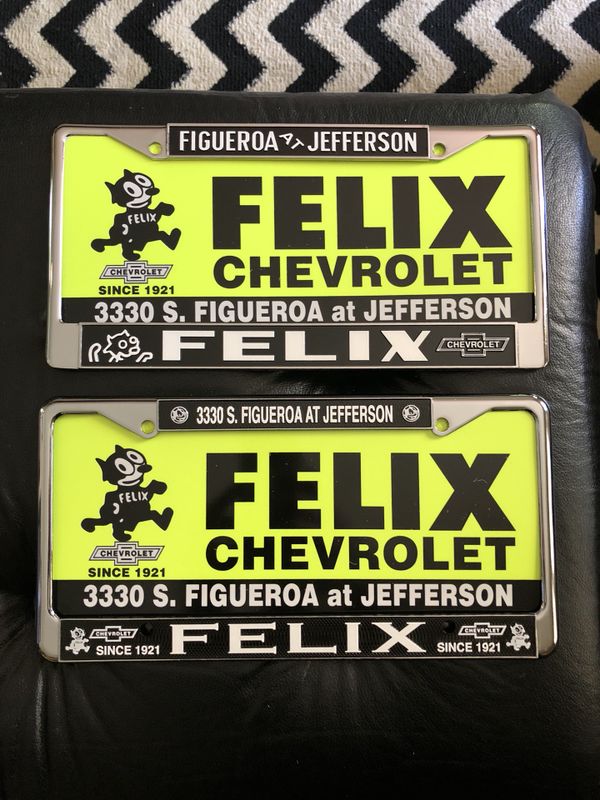 FIGUEROA AT JEFFERSON
FELIX
FELIX
CHEVROLET
CHEVROLET
SINCE 1921
3330 S. FIGUEROA at JEFFERSON
FELIX
CHEVROLET
3330 S. FIGUEROA AT JEFFERSON
FELIX
FELIX
CHEVROLET
CHEVROLET
SINCE 1921
3330 S. FIGUEROA at JEFFERSON
CHEVROLET
SINCE 1921
FELIX
CHEVROLET
SINCE 1921